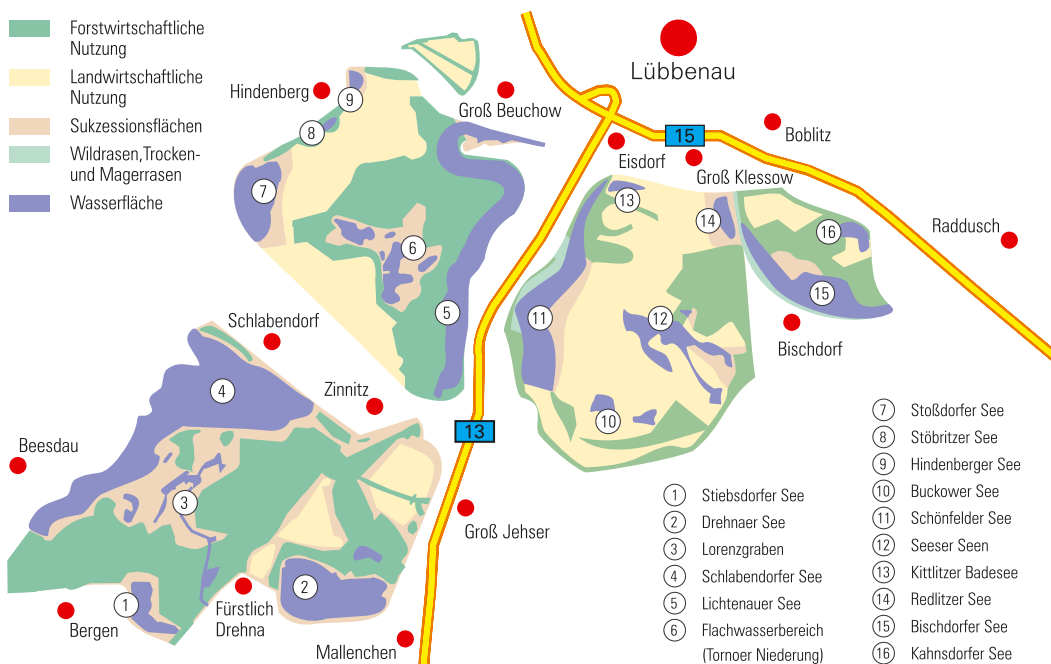 Forstwirtschaftliche
Nutzung
Landwirtschaftliche
Nutzung
Sukzessionsflächen
Wildrasen,Trocken-
und Magerrasen
Wasserfläche
Lübbenau
Hindenberg
9
Groß Beuchow
8
15
Boblitz
Eisdorf
Groß Klessow
7
13
14
16
Raddusch
6
15
5
11
12
Bischdorf
Schlabendorf
4
Zinnitz
10
13
Beesdau
3
Groß Jehser
2
1
Fürstlich
Drehna
Bergen
Mallenchen
1 Stiebsdorfer See
2 Drehnaer See
3 Lorenzgraben
4 Schlabendorfer See
5 Lichtenauer See
6 Flachwasserbereich
(Tornoer Niederung)
7 Stoßdorfer See
8 Stöbritzer See
9 Hindenberger See
10 Buckower See
11 Schönfelder See
12 Seeser Seen
13 Kittlitzer Badesee
14 Redlitzer See
15 Bischdorfer See
16 Kahnsdorfer See